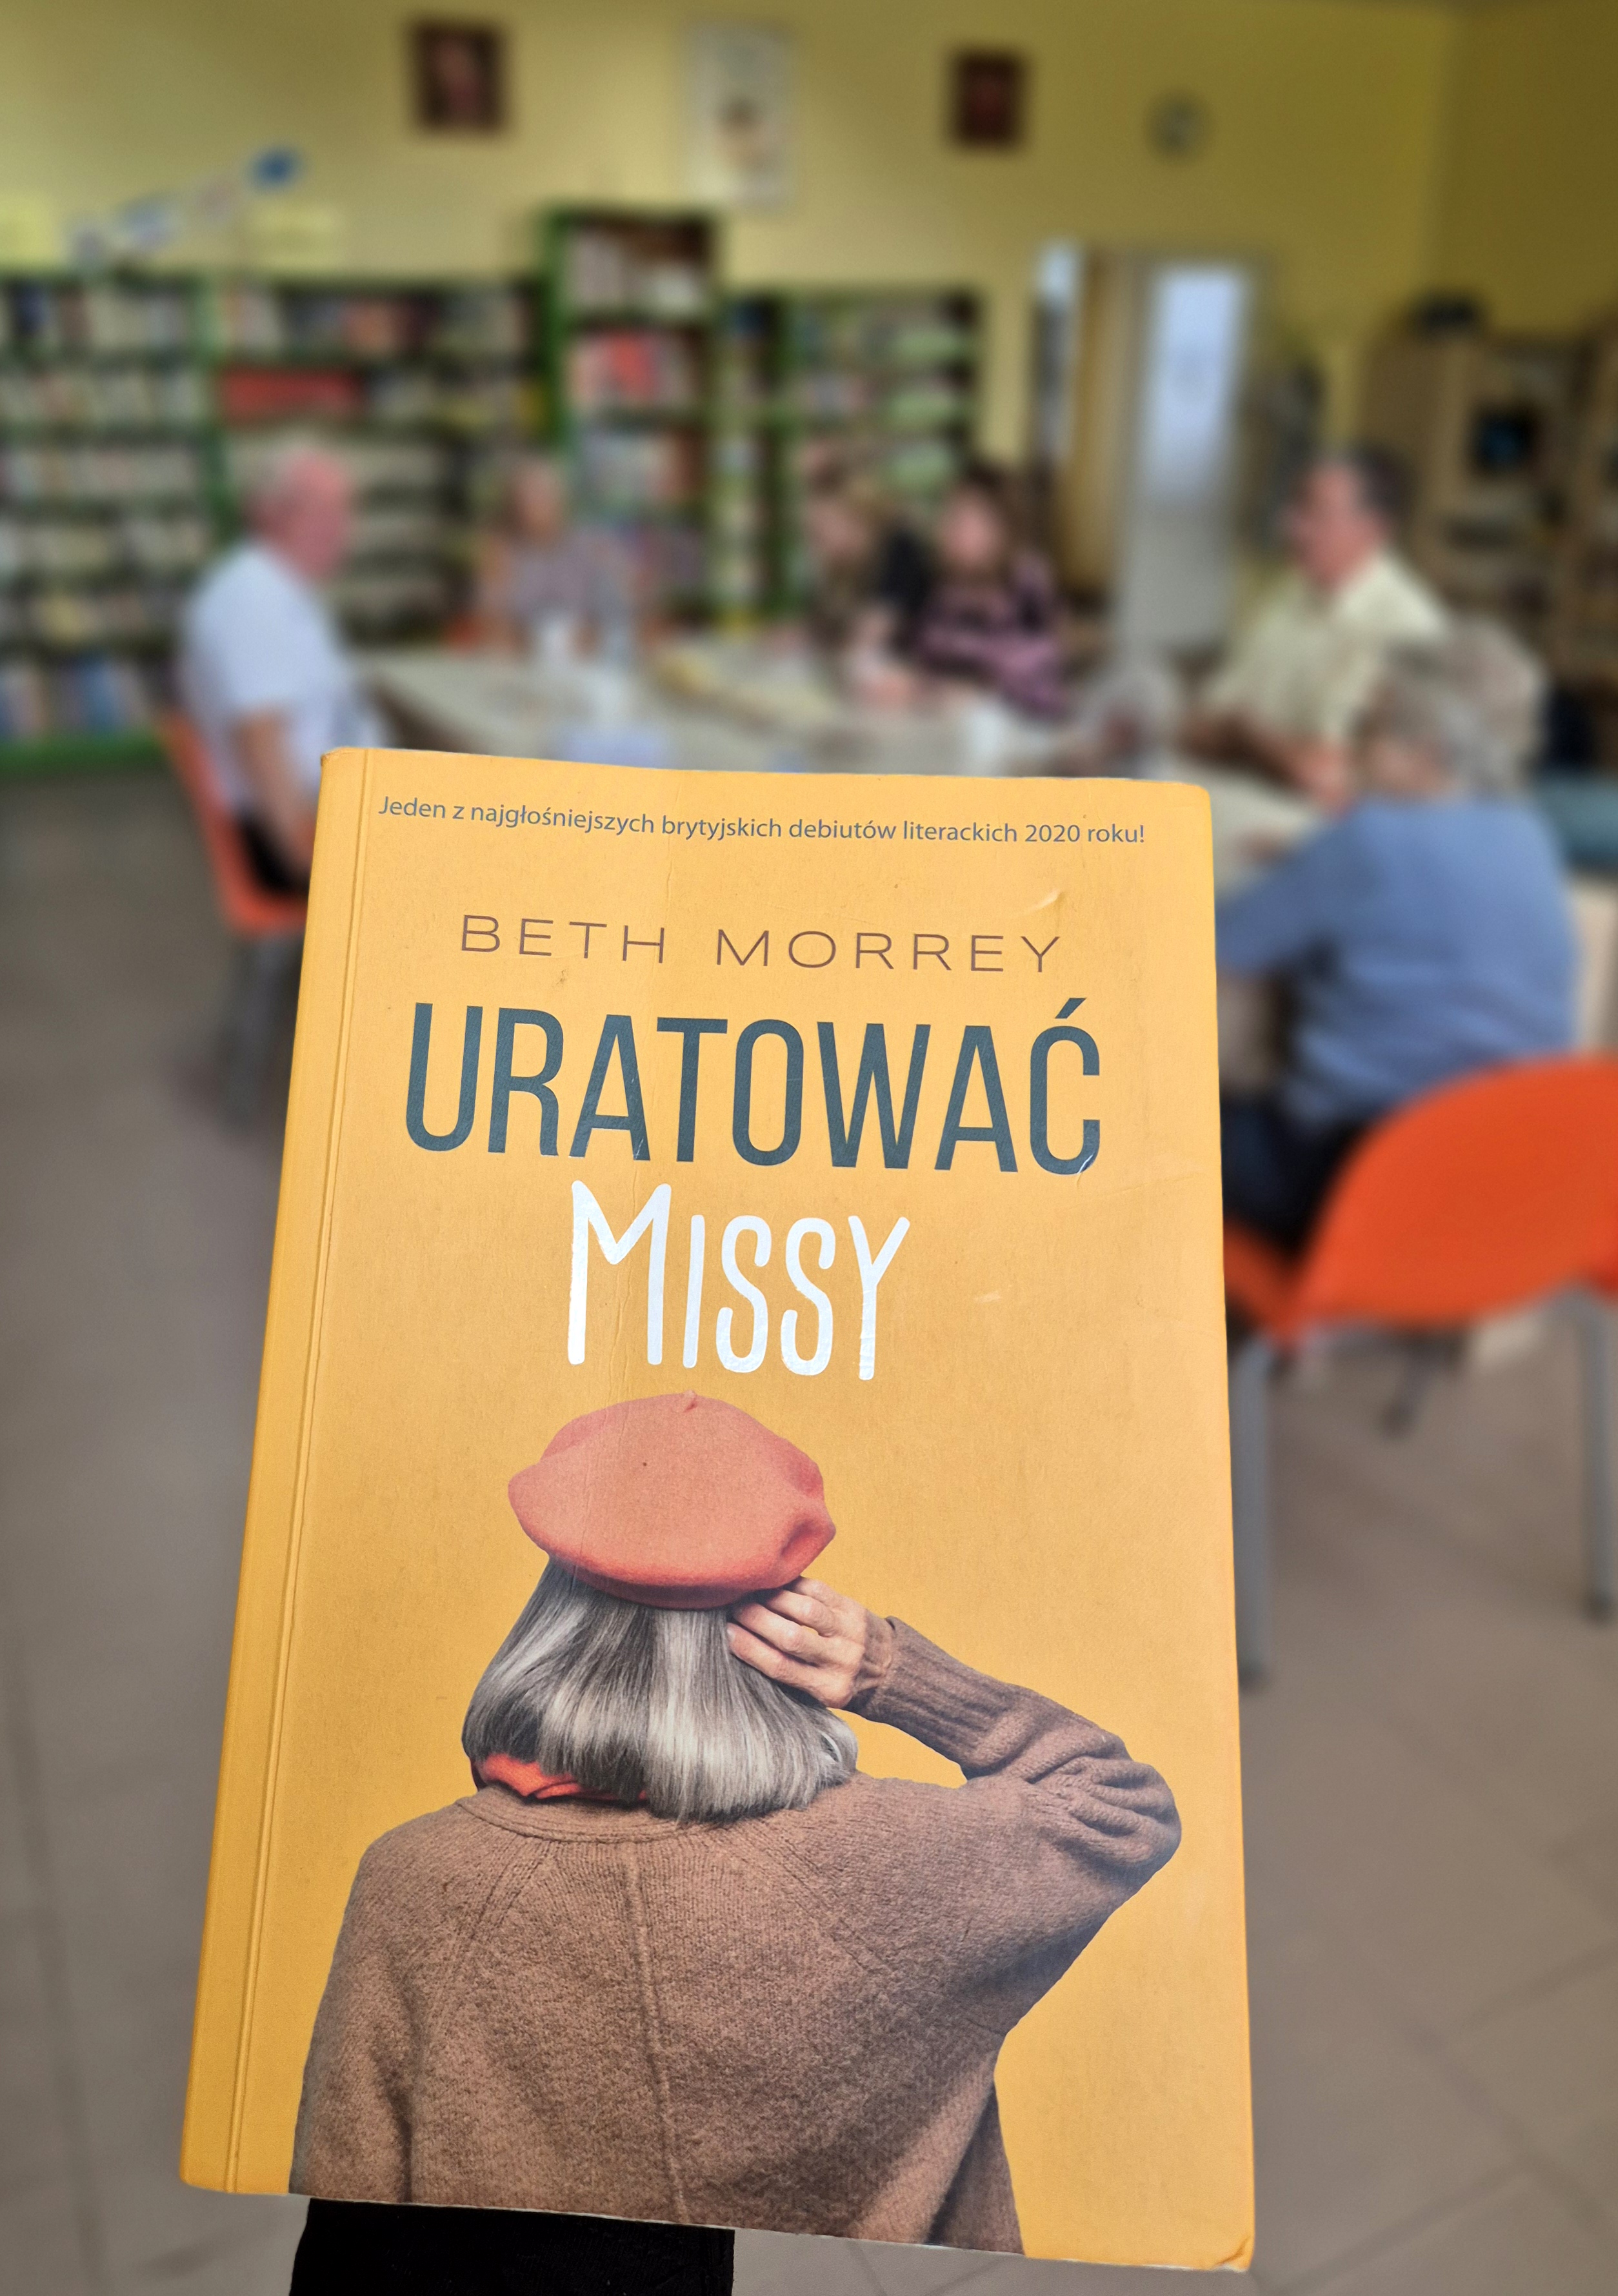 Jeden z najgłośniejszych brytyjskich debiutów literackich 2020 roku!
BETH MORREY
URATOWAĆ
MISSY